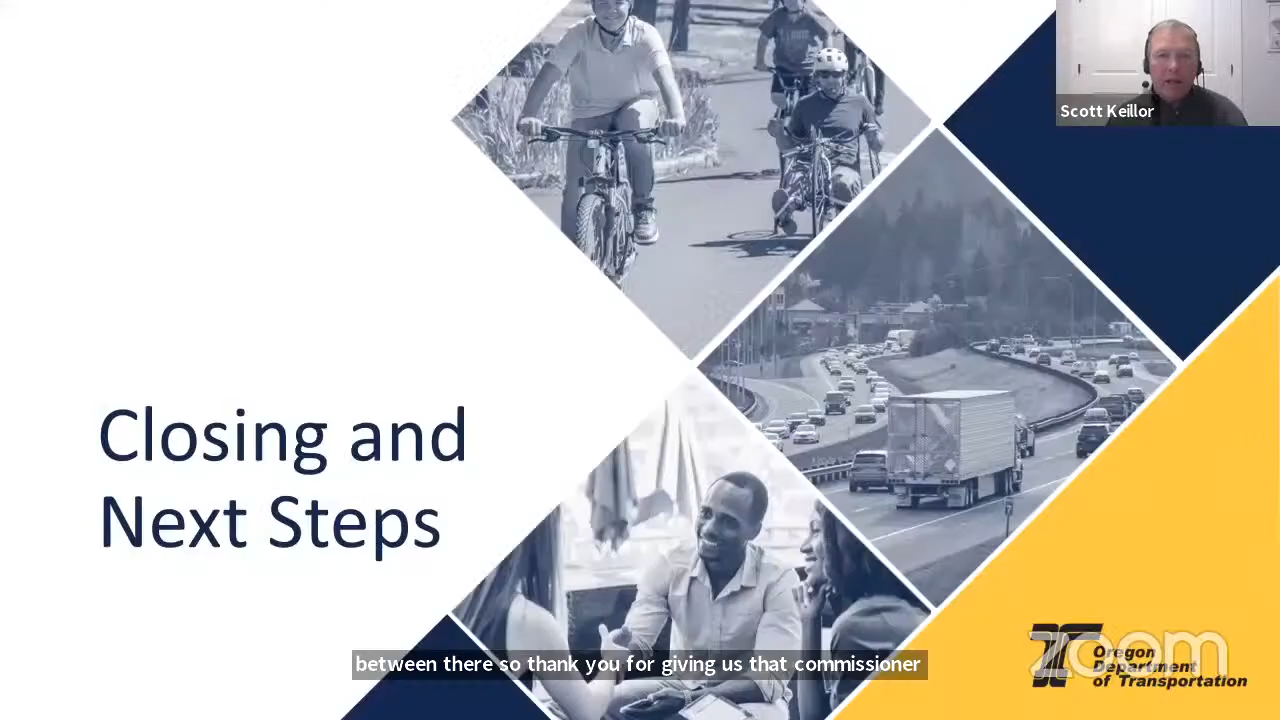 Scott Keillor
Closing and
Next Steps
between there so thank you for giving us that commissioner
zoom
Oregon
Department
of Transportation